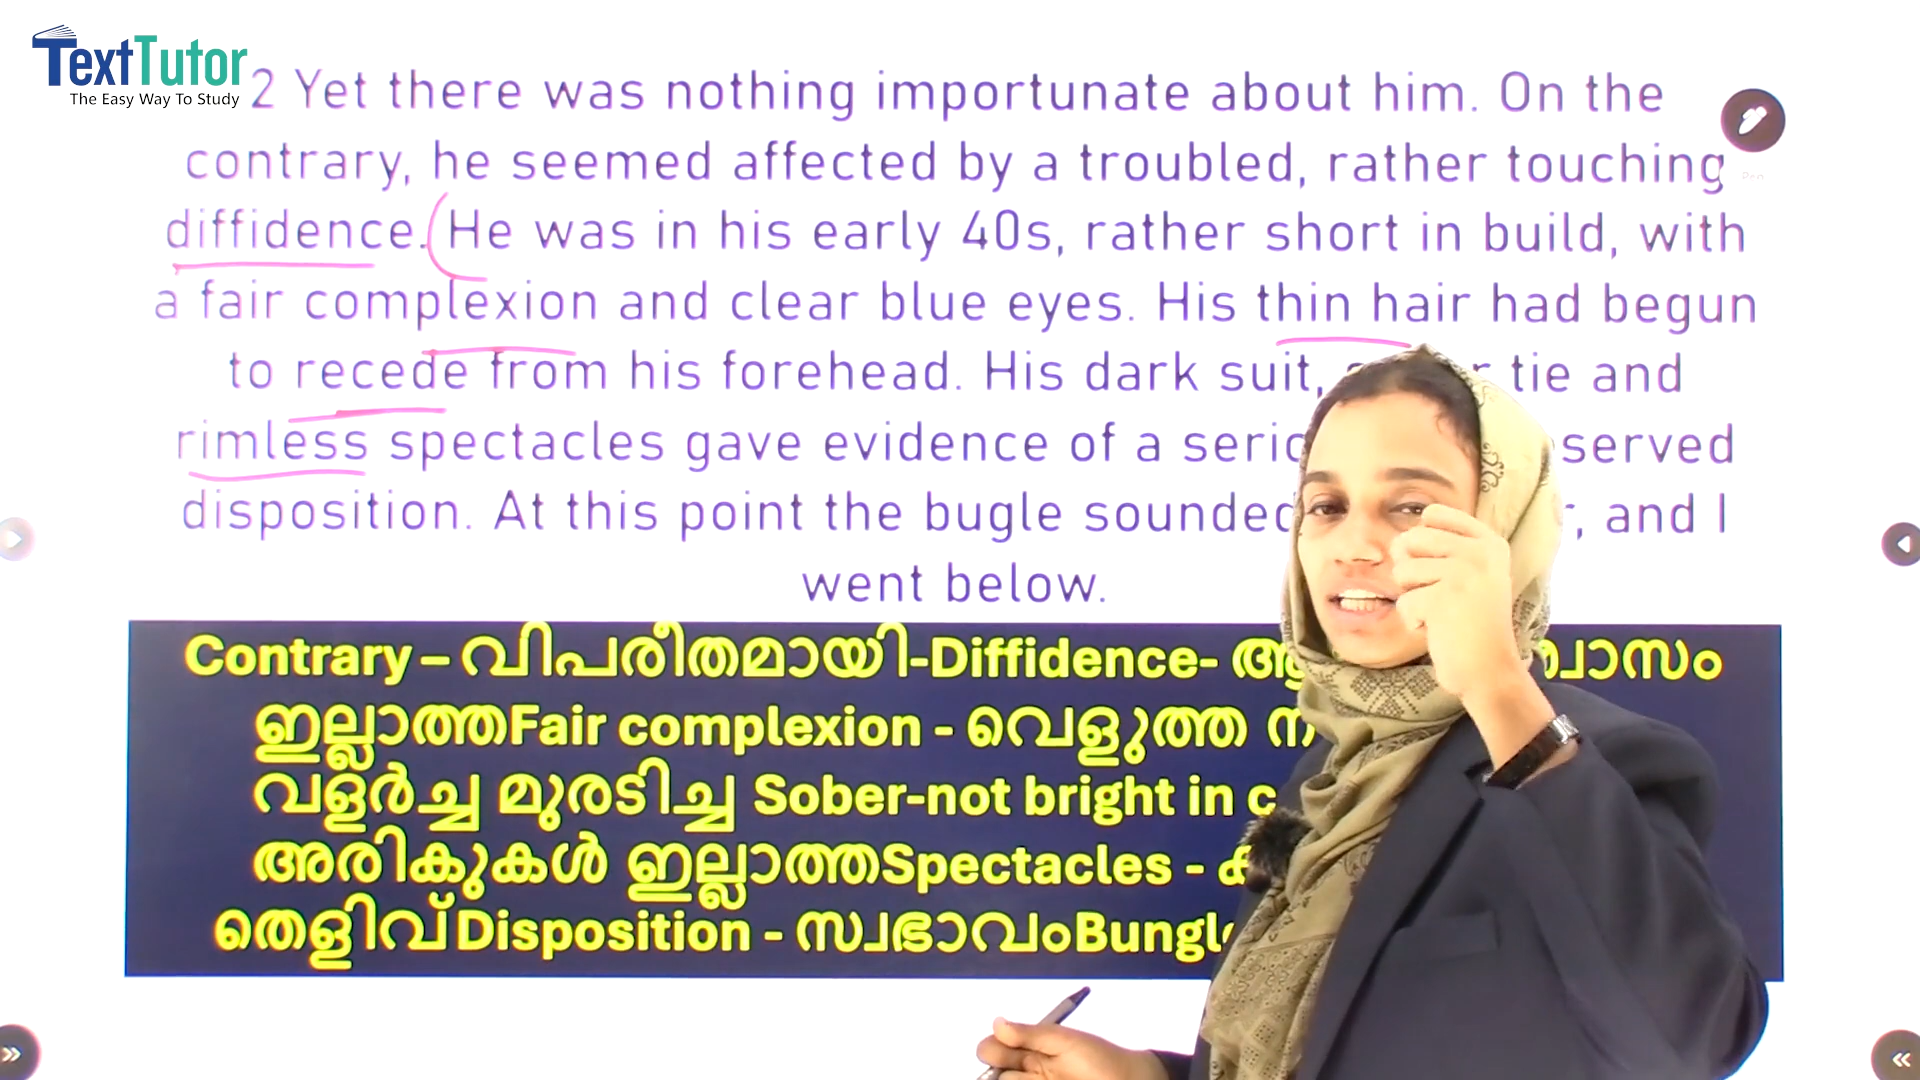 TextTutor
The Easy Way To Study
2 Yet there was nothing importunate about him. On the
contrary, he seemed affected by a troubled, rather touching
diffidence. He was in his early 40s, rather short in build, with
a fair complexion and clear blue eyes. His thin hair had begun
to recede from his forehead. His dark suit, tie and
rimless spectacles gave evidence of a
disposition. At this point the bugle sounded and I
went below.
Contrary – വിപരീതമായി-Diffidence-
ഇല്ലാത്തFair complexion - വെളുത്ത
വളർച്ച മുരടിച്ച Sober-not bright in
അരികുകൾ ഇല്ലാത്തSpectacles -
തെളിവ്Disposition - സ്വഭാവം